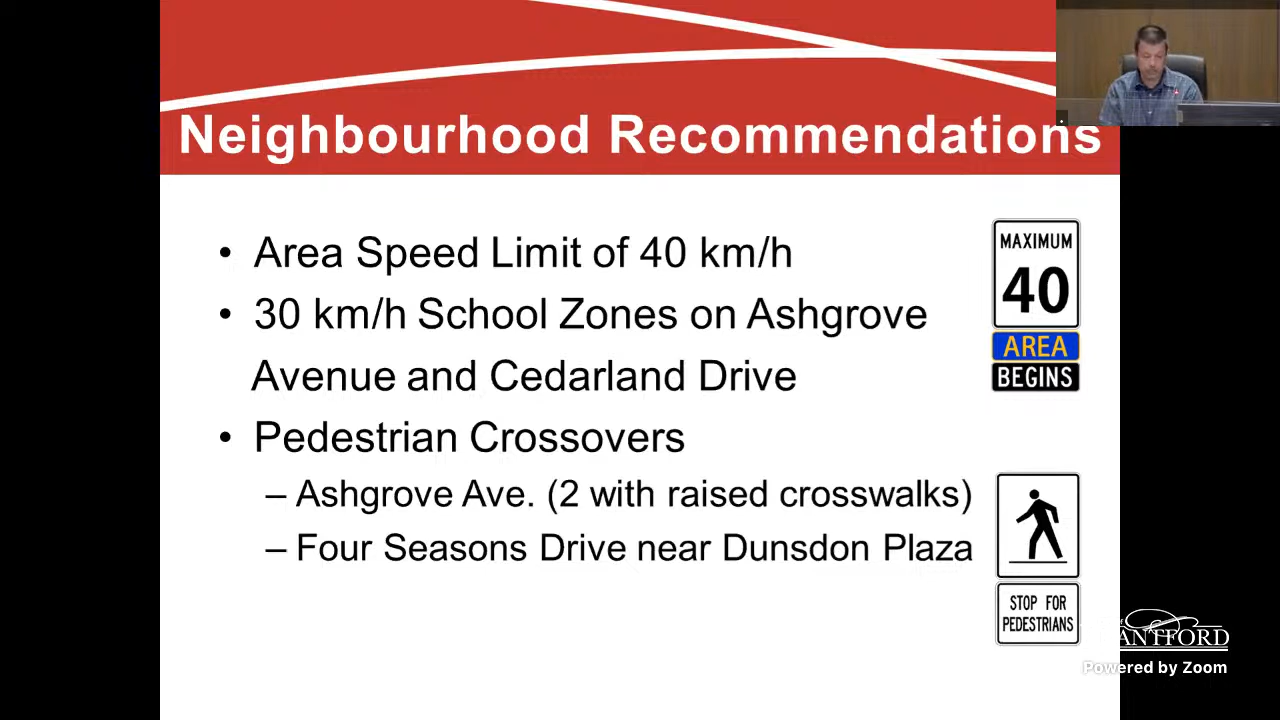 Neighbourhood Recommendations
• Area Speed Limit of 40 km/h
• 30 km/h School Zones on Ashgrove
Avenue and Cedarland Drive
• Pedestrian Crossovers
– Ashgrove Ave. (2 with raised crosswalks)
– Four Seasons Drive near Dunsdon Plaza
MAXIMUM
40
AREA
BEGINS
STOP FOR
PEDESTRIANS
ANTFORD
Powered by Zoom